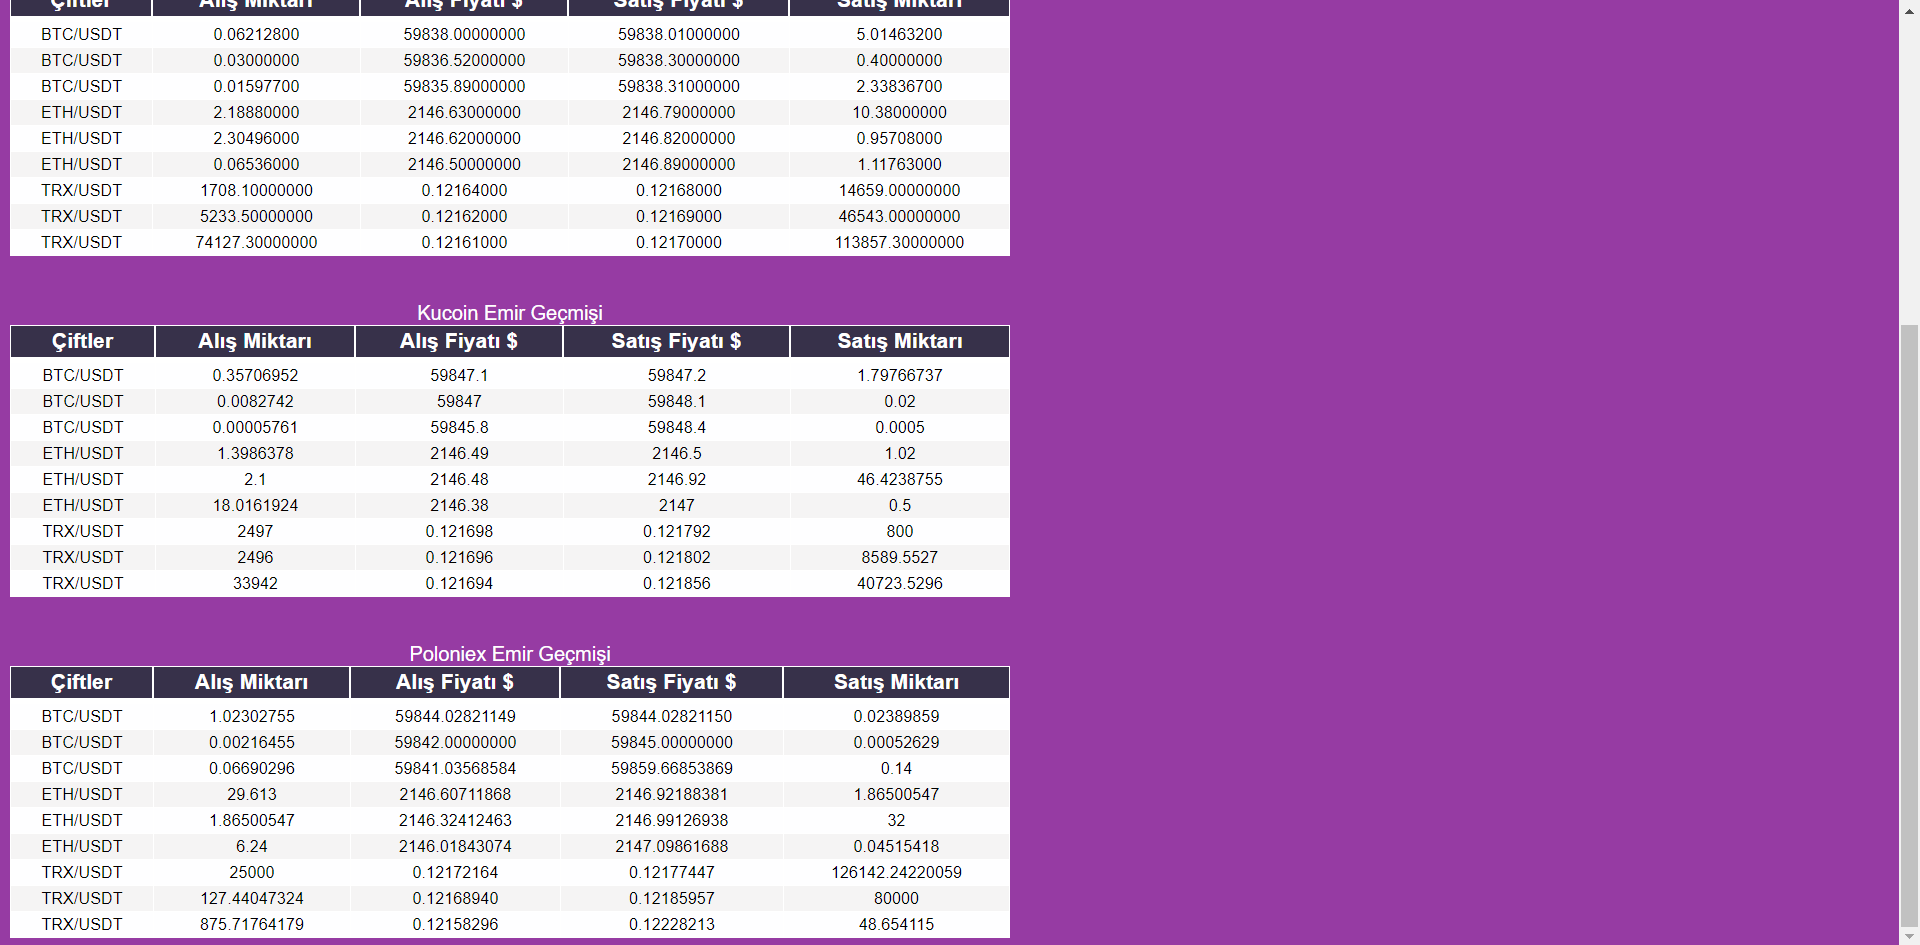 Çiftler Alış Miktarı Alış Fiyatı $ Satış Fiyatı $ Satış Miktarı
BTC/USDT 0.06212800 59838.00000000 59838.01000000 5.01463200
BTC/USDT 0.03000000 59836.52000000 59838.30000000 0.40000000
BTC/USDT 0.01597700 59835.89000000 59838.31000000 2.33836700
ETH/USDT 2.18880000 2146.63000000 2146.79000000 10.38000000
ETH/USDT 2.30496000 2146.62000000 2146.82000000 0.95708000
ETH/USDT 0.06536000 2146.50000000 2146.89000000 1.11763000
TRX/USDT 1708.10000000 0.12164000 0.12168000 14659.00000000
TRX/USDT 5233.50000000 0.12162000 0.12169000 46543.00000000
TRX/USDT 74127.30000000 0.12161000 0.12170000 113857.30000000
Kucoin Emir Geçmişi
Çiftler Alış Miktarı Alış Fiyatı $ Satış Fiyatı $ Satış Miktarı
BTC/USDT 0.35706952 59847.1 59847.2 1.79766737
BTC/USDT 0.0082742 59847 59848.1 0.02
BTC/USDT 0.00005761 59845.8 59848.4 0.0005
ETH/USDT 1.3986378 2146.49 2146.5 1.02
ETH/USDT 2.1 2146.48 2146.92 46.4238755
ETH/USDT 18.0161924 2146.38 2147 0.5
TRX/USDT 2497 0.121698 0.121792 800
TRX/USDT 2496 0.121696 0.121802 8589.5527
TRX/USDT 33942 0.121694 0.121856 40723.5296
Poloniex Emir Geçmişi
Çiftler Alış Miktarı Alış Fiyatı $ Satış Fiyatı $ Satış Miktarı
BTC/USDT 1.02302755 59844.02821149 59844.02821150 0.02389859
BTC/USDT 0.00216455 59842.00000000 59845.00000000 0.00052629
BTC/USDT 0.06690296 59841.03568584 59859.66853869 0.14
ETH/USDT 29.613 2146.60711868 2146.92188381 1.86500547
ETH/USDT 1.86500547 2146.32412463 2146.99126938 32
ETH/USDT 6.24 2146.01843074 2147.09861688 0.04515418
TRX/USDT 25000 0.12172164 0.12177447 126142.24220059
TRX/USDT 127.44047324 0.12168940 0.12185957 80000
TRX/USDT 875.71764179 0.12158296 0.12228213 48.654115